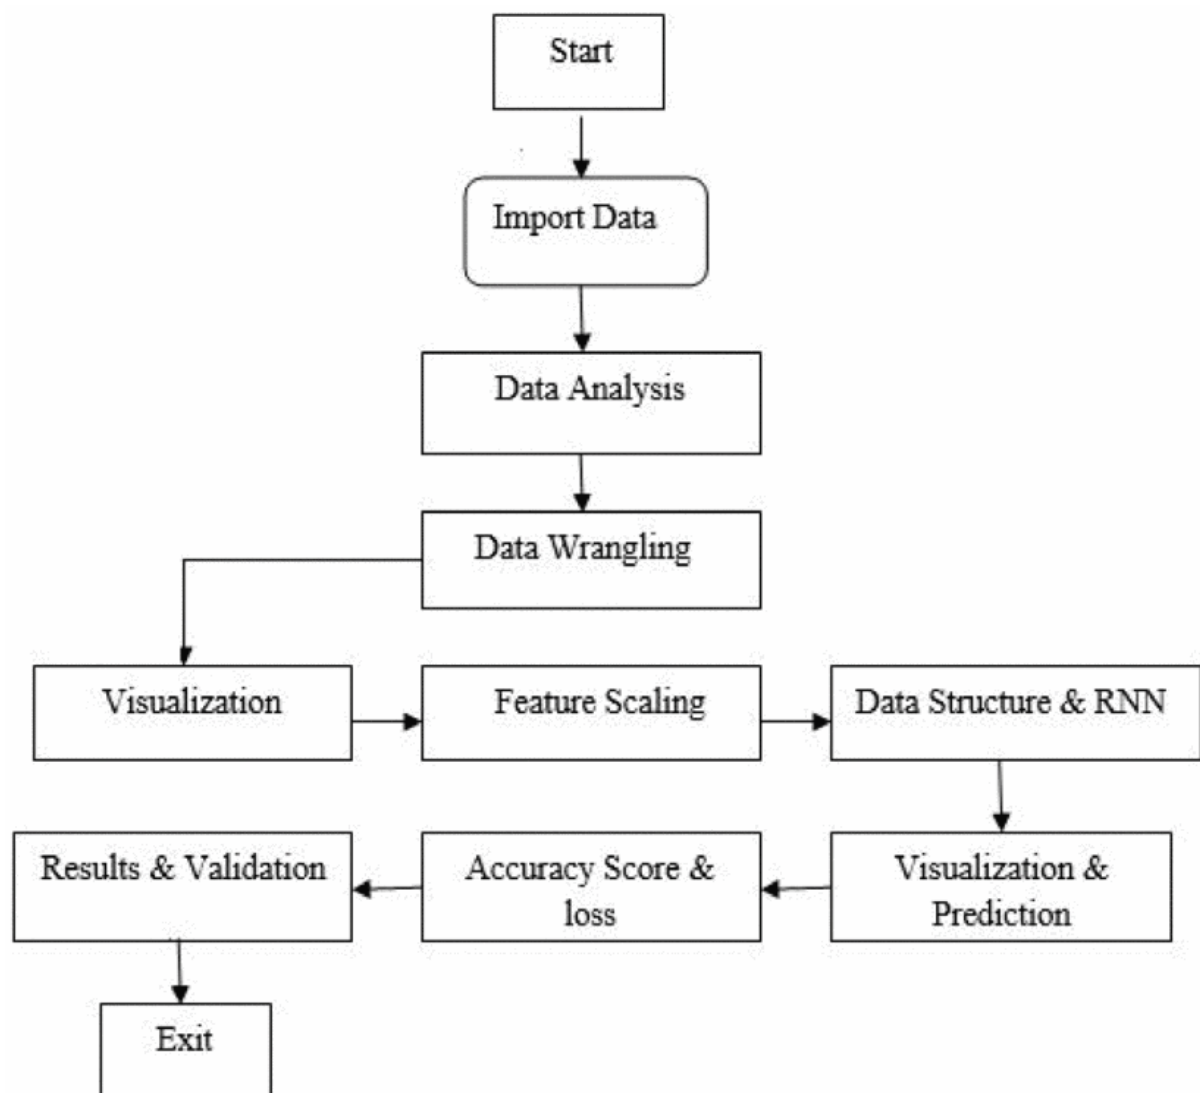 Start
Import Data
Data Analysis
Data Wrangling
Visualization
Feature Scaling
Data Structure & RNN
Results & Validation
Accuracy Score &
loss
Visualization &
Prediction
Exit